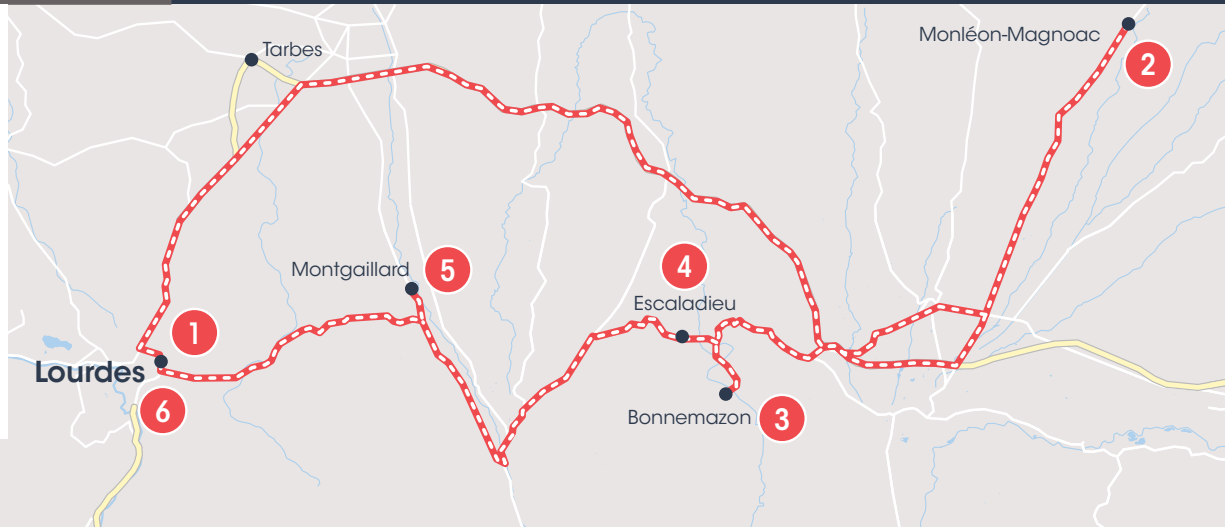 Tarbes
Monléon-Magnoac
2
Montgaillard
5
4
Escaladieu
1
Lourdes
6
Bonnemazon
3